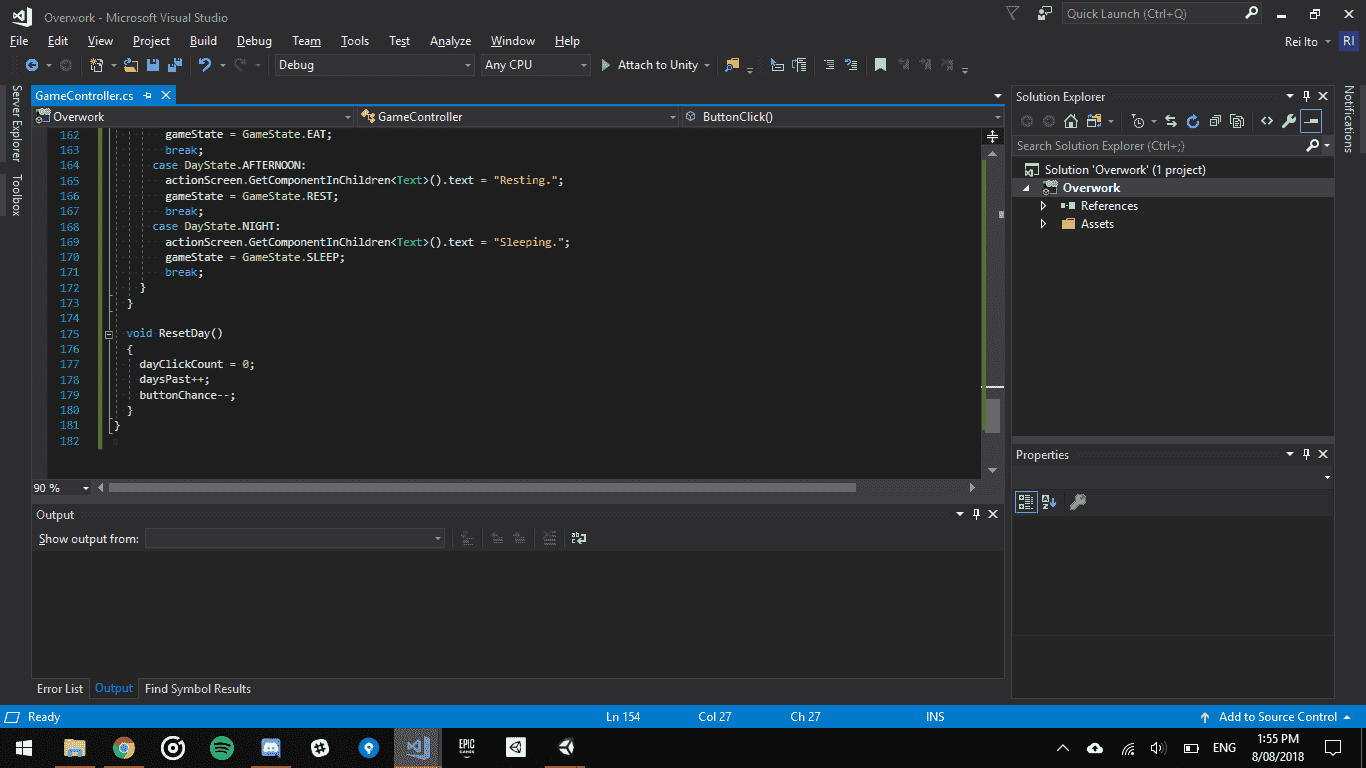 Overwork - Microsoft Visual Studio
Quick Launch (Ctrl+Q)
File Edit View Project Build Debug Team Tools Test Analyze Window Help
Rei Ito RI
Debug Any CPU Attach to Unity
Server Explorer
Toolbox
GameController.cs
Overwork GameController ButtonClick()
162 gameState = GameState.EAT;
163 break;
164 case DayState.AFTERNOON:
165 actionScreen.GetComponentInChildren<Text>().text = "Resting.";
166 gameState = GameState.REST;
167 break;
168 case DayState.NIGHT:
169 actionScreen.GetComponentInChildren<Text>().text = "Sleeping.";
170 gameState = GameState.SLEEP;
171 break;
172 }
173 }
174
175 void ResetDay()
176 {
177 dayClickCount = 0;
178 daysPast++;
179 buttonChance--;
180 }
181 }
182
90 %
Output
Show output from:
Error List Output Find Symbol Results
Solution Explorer
Search Solution Explorer (Ctrl+;)
Solution 'Overwork' (1 project)
Overwork
References
Assets
Properties
Notifications
Ready Ln 154 Col 27 Ch 27 INS Add to Source Control
EPIC GAMES
ENG
1:55 PM
8/08/2018